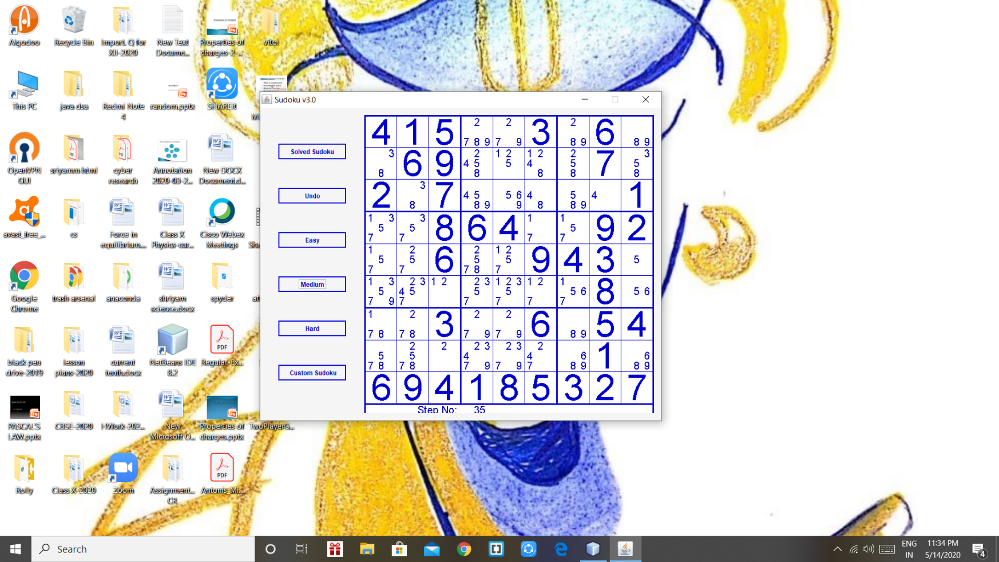 Algodoo
Recycle Bin
Import. Q for
XII-2020
New Text
Docume...
Properties of
charges-2-...
vitol
This PC
java dsa
Redmi Note
4
random.pptx
SHAREit
OpenVPN
GUI
sriyamm html
cyber
research
Annotation
2020-03-2...
New DOCX
Document.d...
avast_free_...
cs
Force in
equilibrium....
Class X
Physics-cur...
Cisco Webex
Meetings
Google
Chrome
trash arsenal
anaconda
shriyam
science.docx
spyder
black pen
drive-2019
lesson
plans-2020
current
tenth.docx
NetBeans IDE
8.2
PDF
Regular-Ex...
PASCAL'S
LAW.pptx
CBSE-2020
HWork-202...
New
Microsoft O...
Properties of
charges.pptx
TwoPlayerG...
Rolly
Class X-2020
Zoom
Assignment...
CR
PDF
Antonis_Mi...
Sudoku v3.0
Solved Sudoku
Undo
Easy
Medium
Hard
Custom Sudoku
4 1 5 2 7 8 9 2 7 9 3 2 8 9 6 8 9
3 8 6 9 2 4 5 8 1 2 5 1 2 4 8 2 5 8 7 3 5 8
2 3 8 7 4 5 8 9 5 6 9 4 8 5 8 9 4 1
1 3 5 7 3 5 7 8 6 4 1 7 1 5 7 9 2
1 5 7 2 5 7 6 2 5 7 8 1 2 5 7 9 4 3 5
1 3 5 7 9 2 3 4 5 7 1 2 2 3 5 7 1 2 3 5 7 1 2 7 1 5 6 7 8 5 6
1 7 8 2 7 8 3 2 7 9 2 7 9 6 8 9 5 4
5 7 8 2 5 7 8 2 2 3 4 7 9 2 3 7 9 2 4 7 6 8 9 1 6 8 9
6 9 4 1 8 5 3 2 7
Step No: 35
Search
ENG
IN
11:34 PM
5/14/2020
4